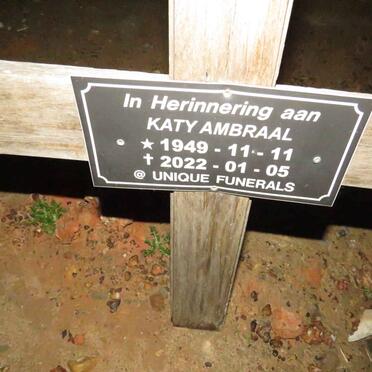 In Herinnering aan
KATY AMBRAAL
★ 1949 - 11 - 11
✝ 2022 - 01 - 05
@ UNIQUE FUNERALS